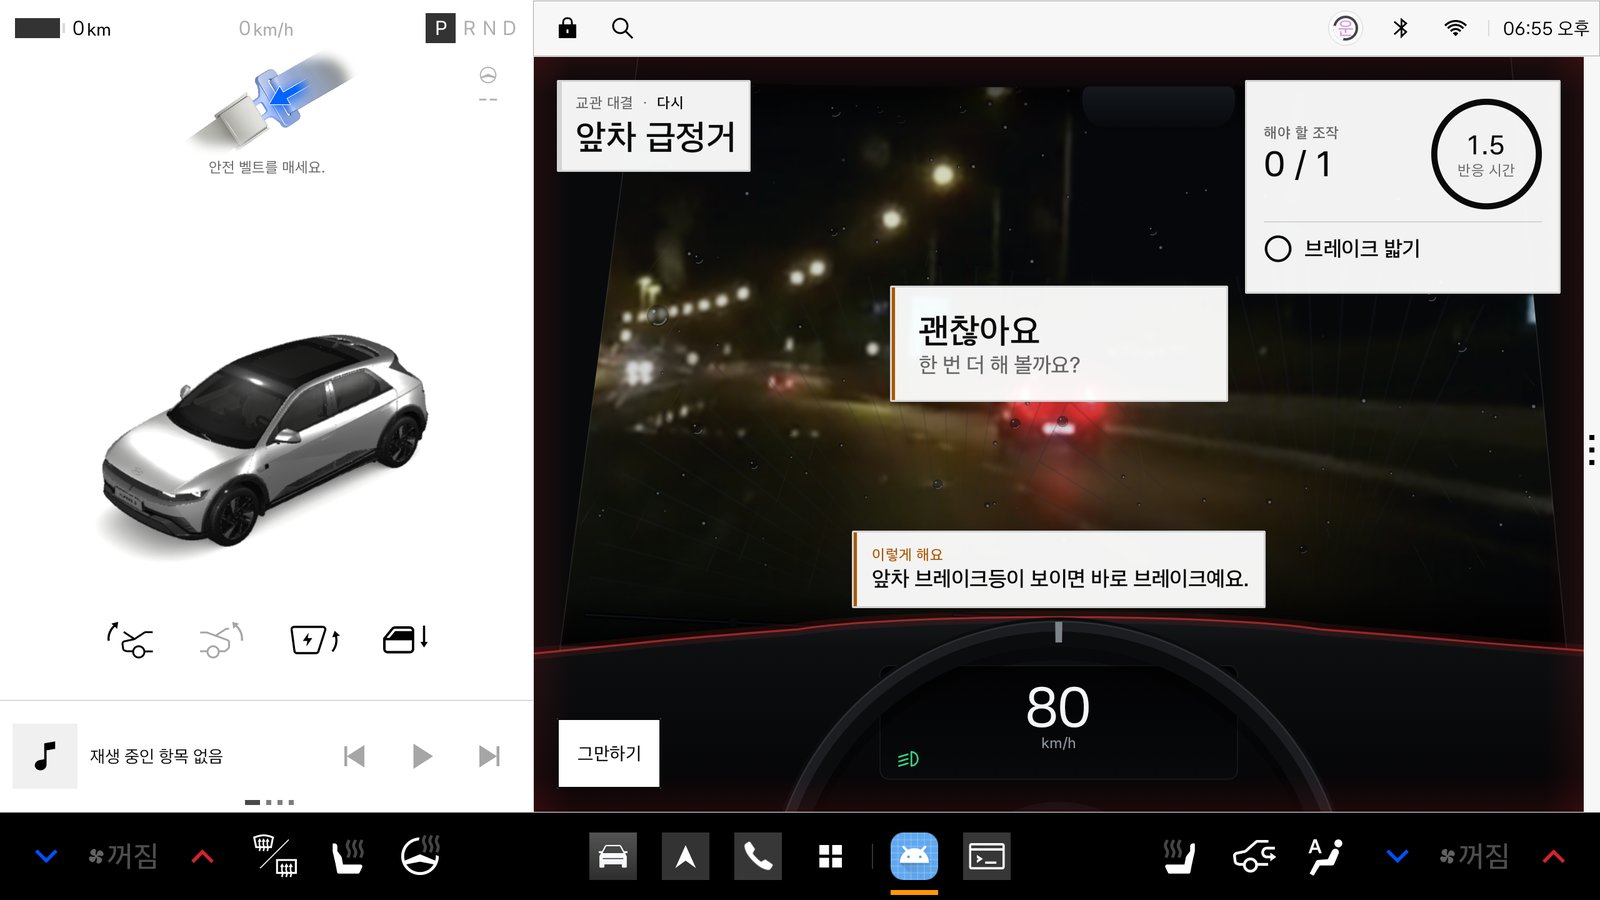 0 km
0 km/h
P R N D
--
안전 벨트를 매세요.
재생 중인 항목 없음
운
06:55 오후
교관 대결 · 다시
앞차 급정거
해야 할 조작
0 / 1
1.5
반응 시간
브레이크 밟기
괜찮아요
한 번 더 해 볼까요?
이렇게 해요
앞차 브레이크등이 보이면 바로 브레이크예요.
80
km/h
그만하기
꺼짐
A
꺼짐